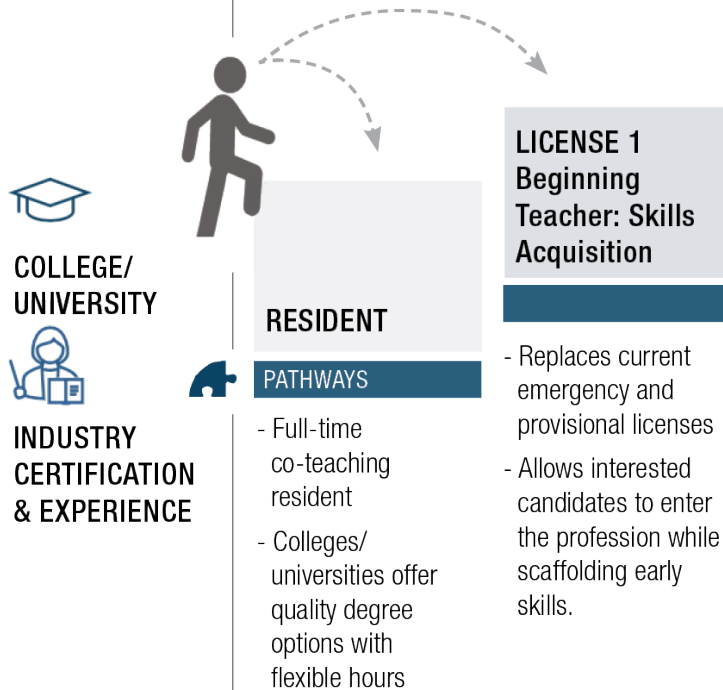 COLLEGE/
UNIVERSITY
INDUSTRY
CERTIFICATION
& EXPERIENCE
RESIDENT
PATHWAYS
- Full-time
co-teaching
resident
- Colleges/
universities offer
quality degree
options with
flexible hours
LICENSE 1
Beginning
Teacher: Skills
Acquisition
- Replaces current
emergency and
provisional licenses
- Allows interested
candidates to enter
the profession while
scaffolding early
skills.